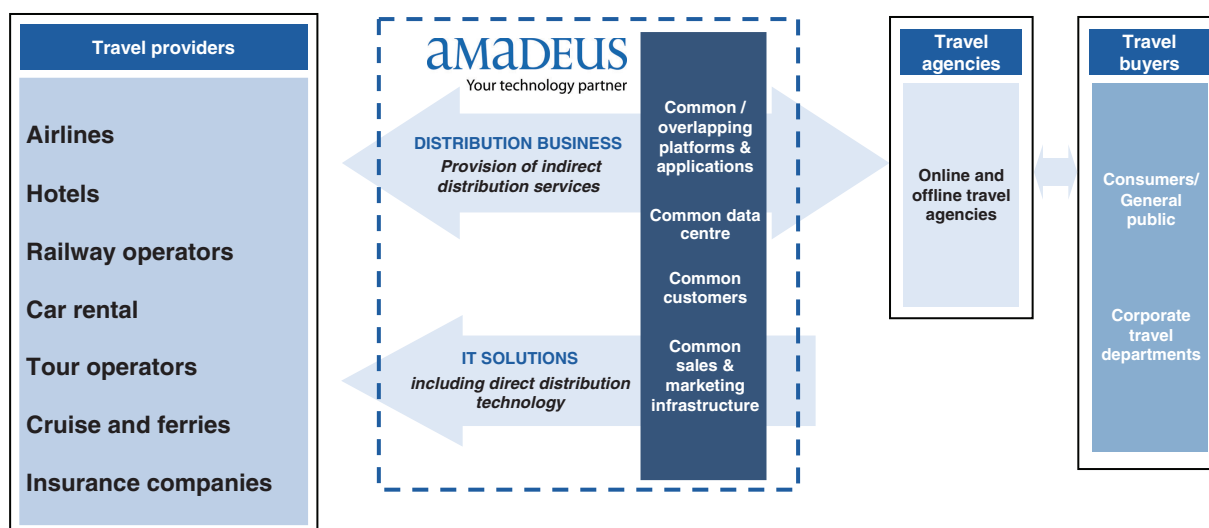 Travel providers
Airlines
Hotels
Railway operators
Car rental
Tour operators
Cruise and ferries
Insurance companies
amadeus
Your technology partner
DISTRIBUTION BUSINESS
Provision of indirect
distribution services
IT SOLUTIONS
including direct distribution
technology
Common /
overlapping
platforms &
applications
Common data
centre
Common
customers
Common
sales &
marketing
infrastructure
Travel
agencies
Online and
offline travel
agencies
Travel
buyers
Consumers/
General
public
Corporate
travel
departments